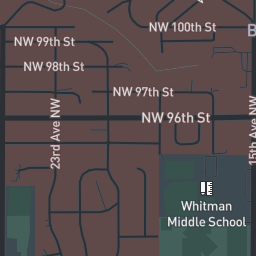 NW 100th St
B
NW 99th St
NW 98th St
NW 97th St
NW 96th St
23rd Ave NW
15th Ave NW
Whitman
Middle School